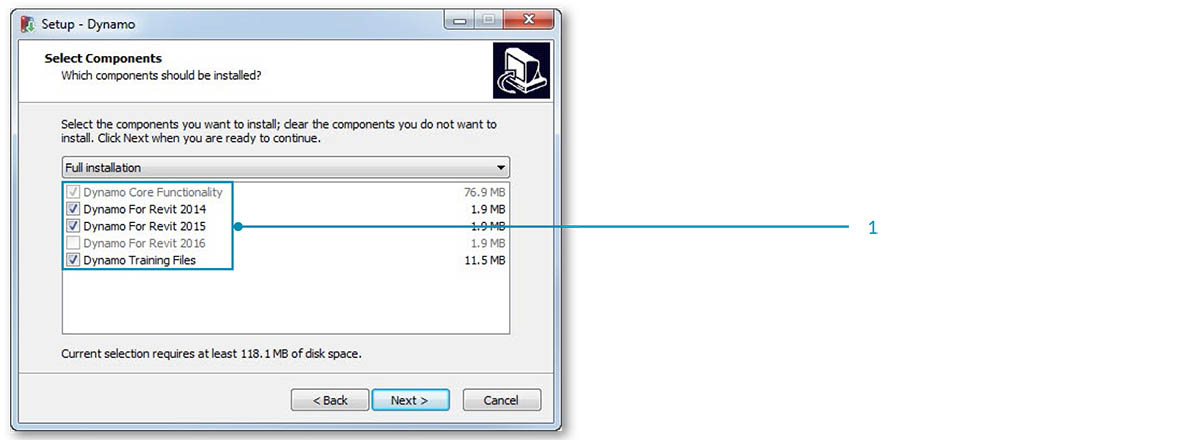 Setup - Dynamo
Select Components
Which components should be installed?
Select the components you want to install; clear the components you do not want to
install. Click Next when you are ready to continue.
Full installation
Dynamo Core Functionality 76.9 MB
Dynamo For Revit 2014 1.9 MB
Dynamo For Revit 2015 1.9 MB 1
Dynamo For Revit 2016 1.9 MB
Dynamo Training Files 11.5 MB
Current selection requires at least 118.1 MB of disk space.
< Back Next > Cancel